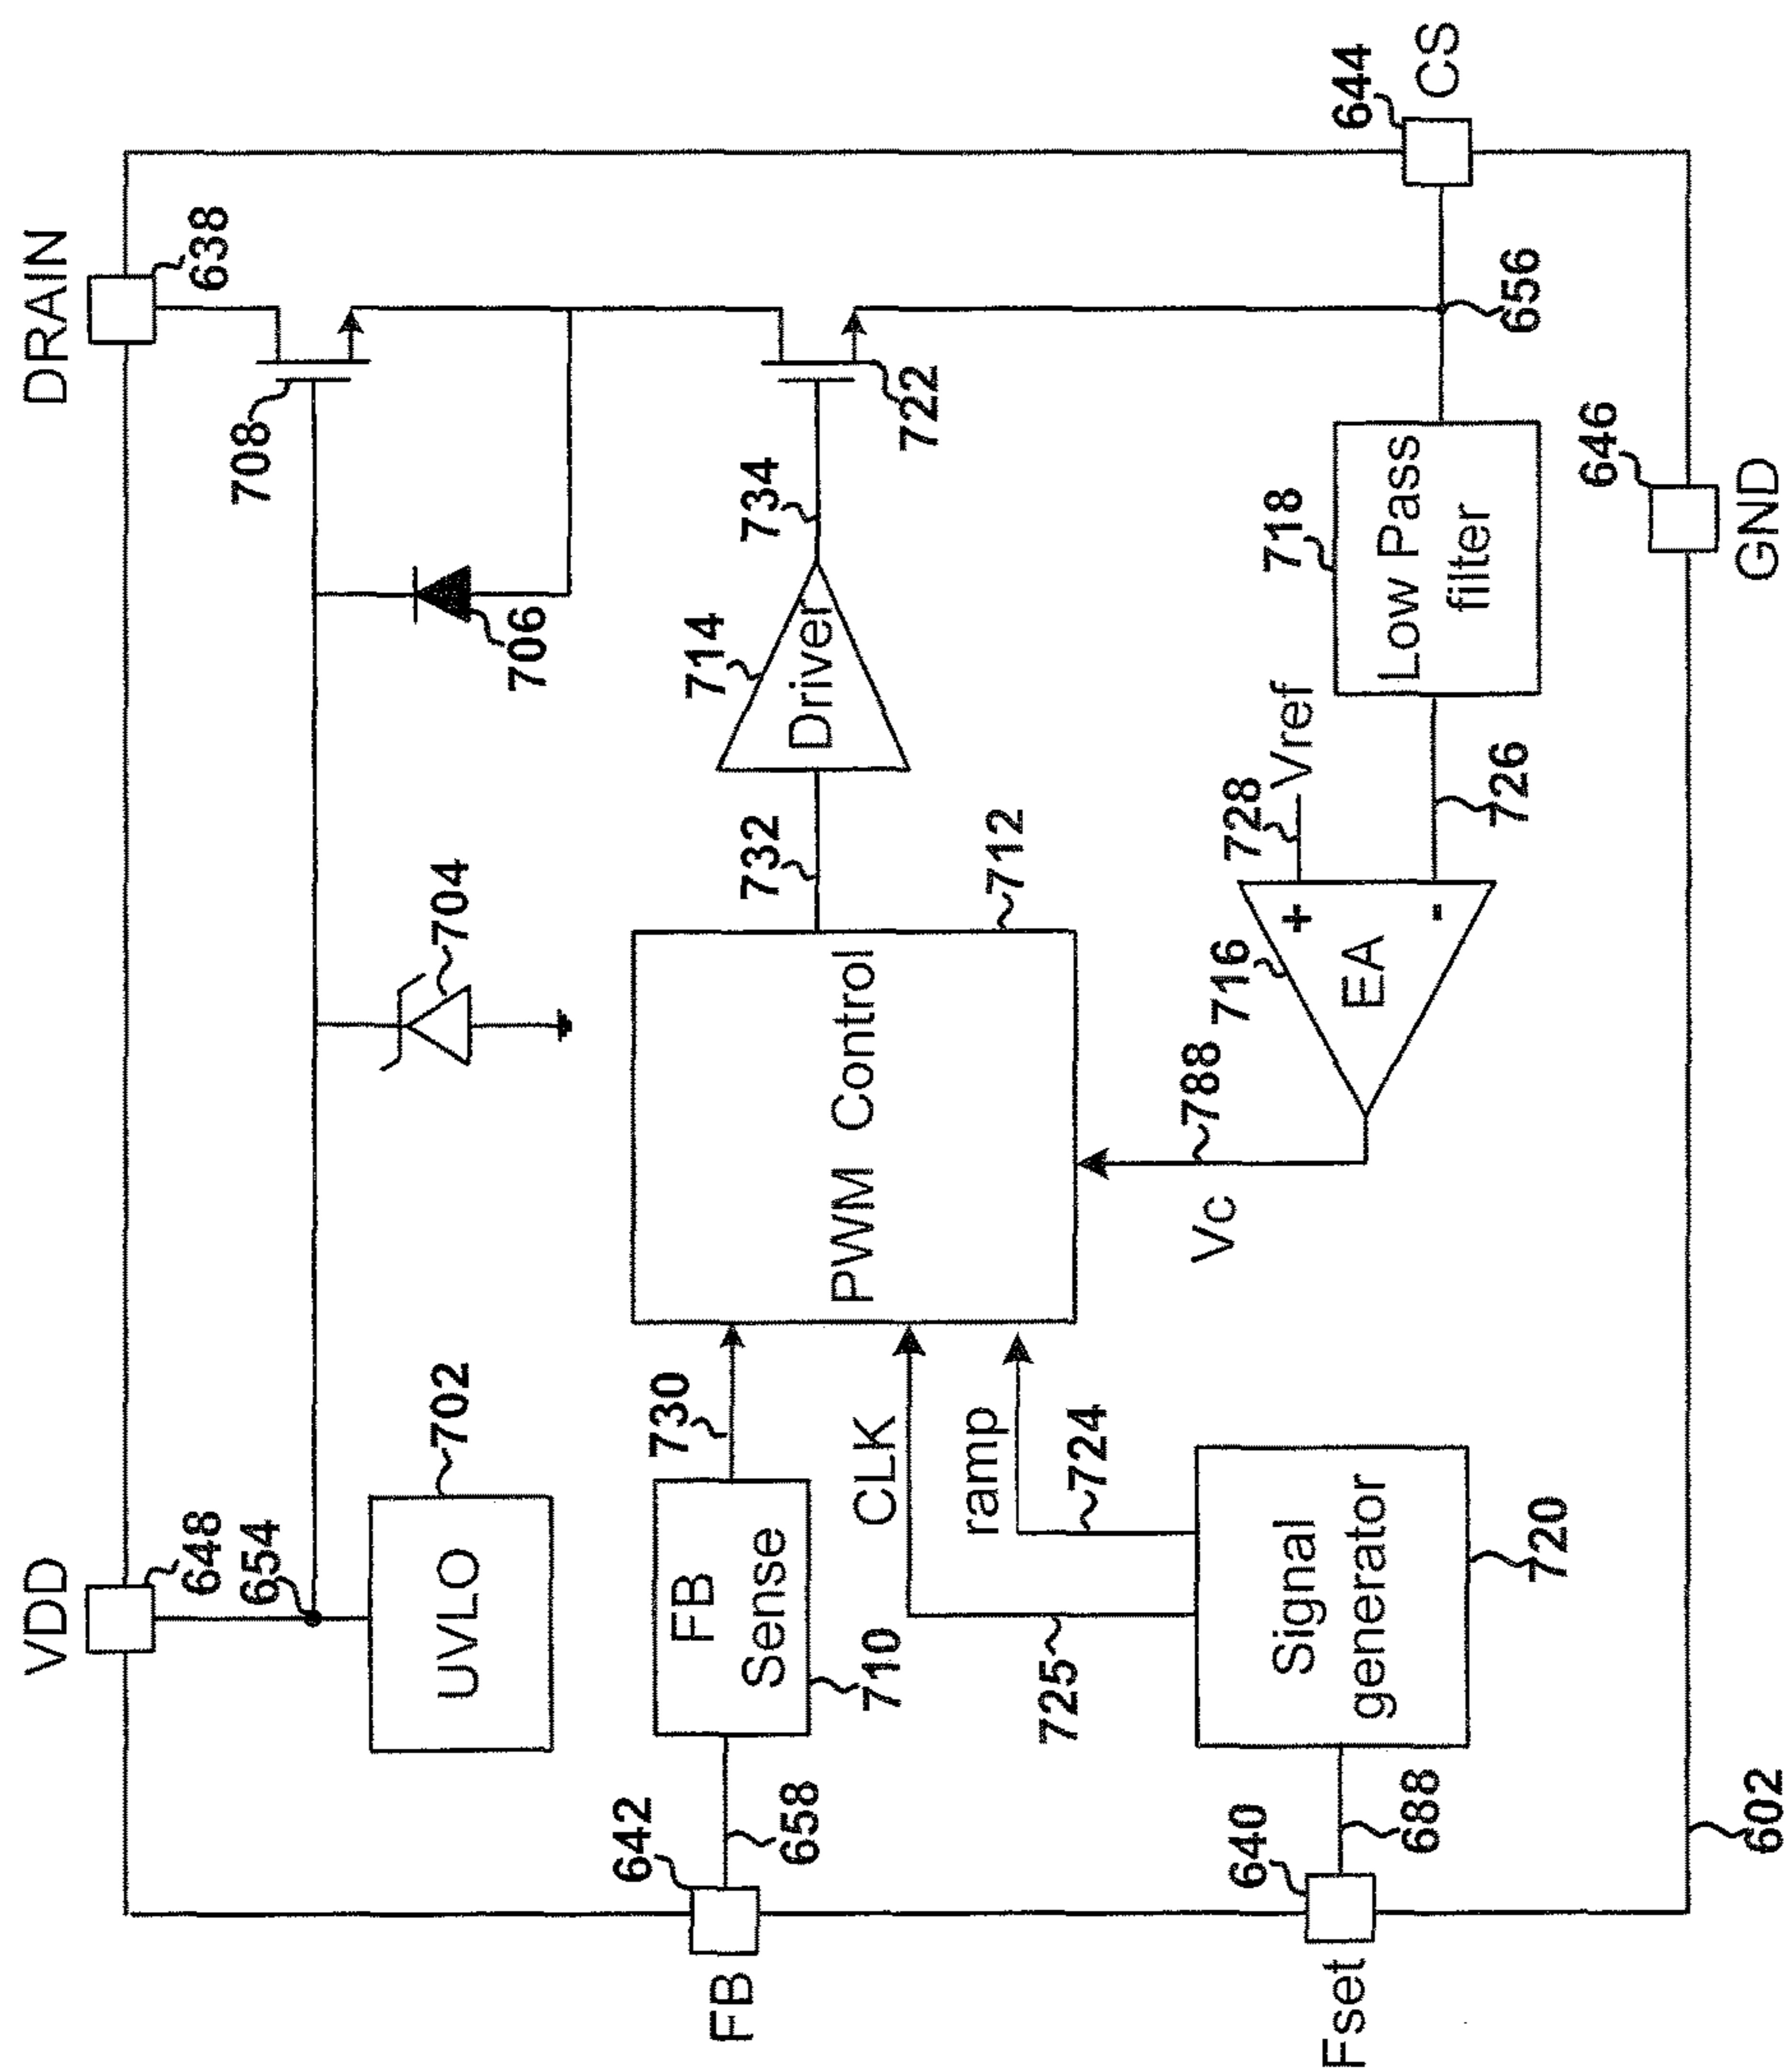 VDD
648
654
UVLO
702
704
706
708
DRAIN
638
FB
642
658
FB
Sense
710
730
PWM Control
712
732
Driver
714
734
722
CLK
ramp
725
724
Fset
640
688
Signal
generator
720
Vc
788
EA
+
-
716
728
Vref
726
Low Pass
filter
718
656
644
CS
646
GND
602